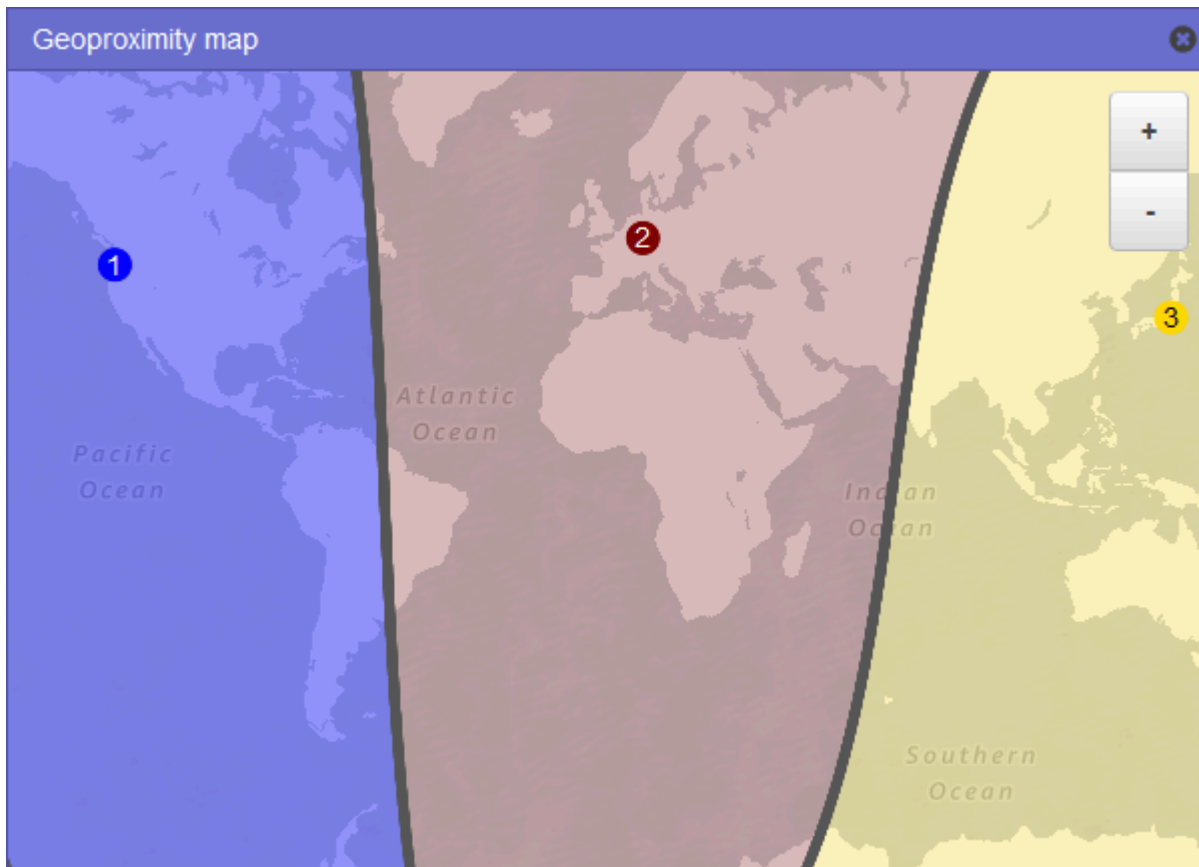 Geoproximity map
+
-
1
2
3
Atlantic
Ocean
Pacific
Ocean
Indian
Ocean
Southern
Ocean